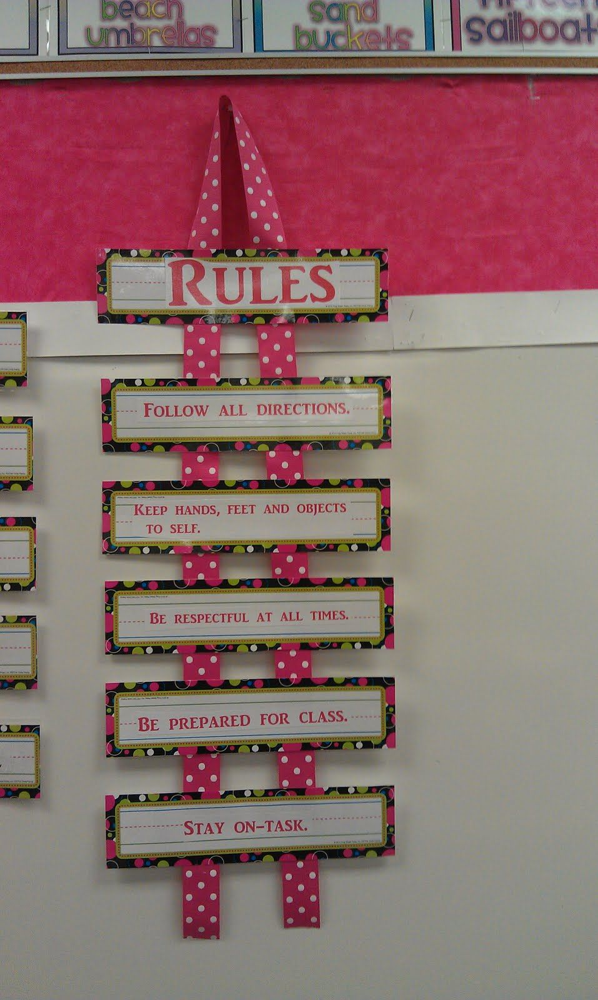 beach
umbrellas
sand
buckets
sailboat
RULES
FOLLOW ALL DIRECTIONS.
KEEP HANDS, FEET AND OBJECTS
TO SELF.
BE RESPECTFUL AT ALL TIMES.
BE PREPARED FOR CLASS.
STAY ON-TASK.